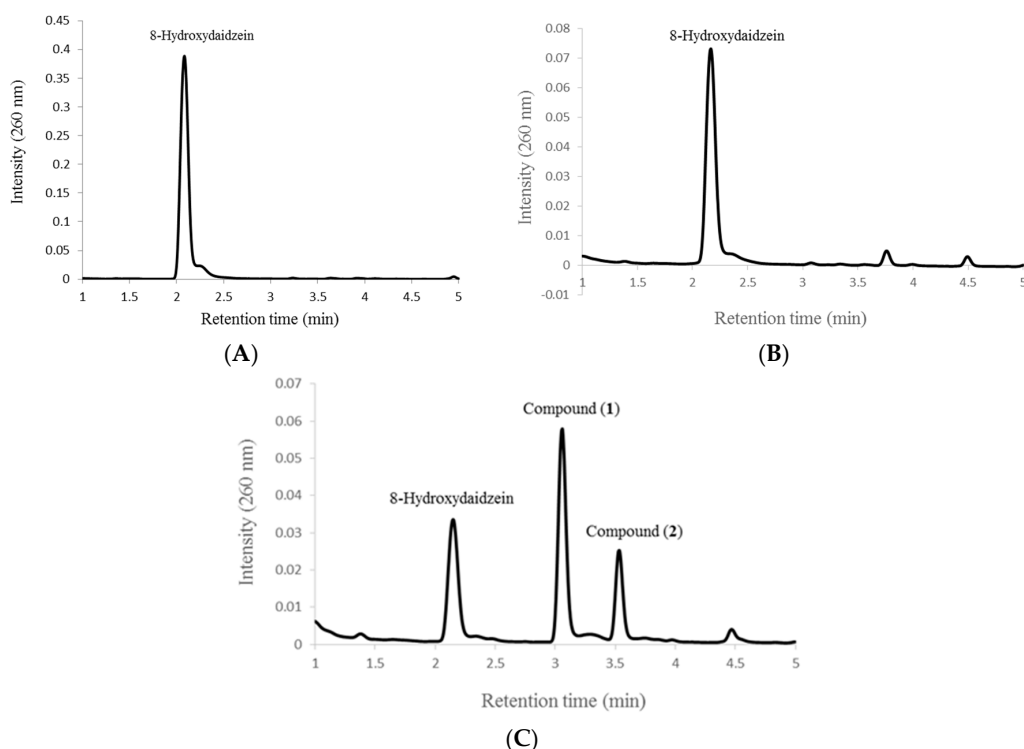 8-Hydroxydaidzein
Intensity (260 nm)
0.45
0.4
0.35
0.3
0.25
0.2
0.15
0.1
0.05
0
1 1.5 2 2.5 3 3.5 4 4.5 5
Retention time (min)
(A)
8-Hydroxydaidzein
Intensity (260 nm)
0.08
0.07
0.06
0.05
0.04
0.03
0.02
0.01
0
-0.01
1 1.5 2 2.5 3 3.5 4 4.5 5
Retention time (min)
(B)
Compound (1)
8-Hydroxydaidzein
Compound (2)
Intensity (260 nm)
0.07
0.06
0.05
0.04
0.03
0.02
0.01
0
1 1.5 2 2.5 3 3.5 4 4.5 5
Retention time (min)
(C)